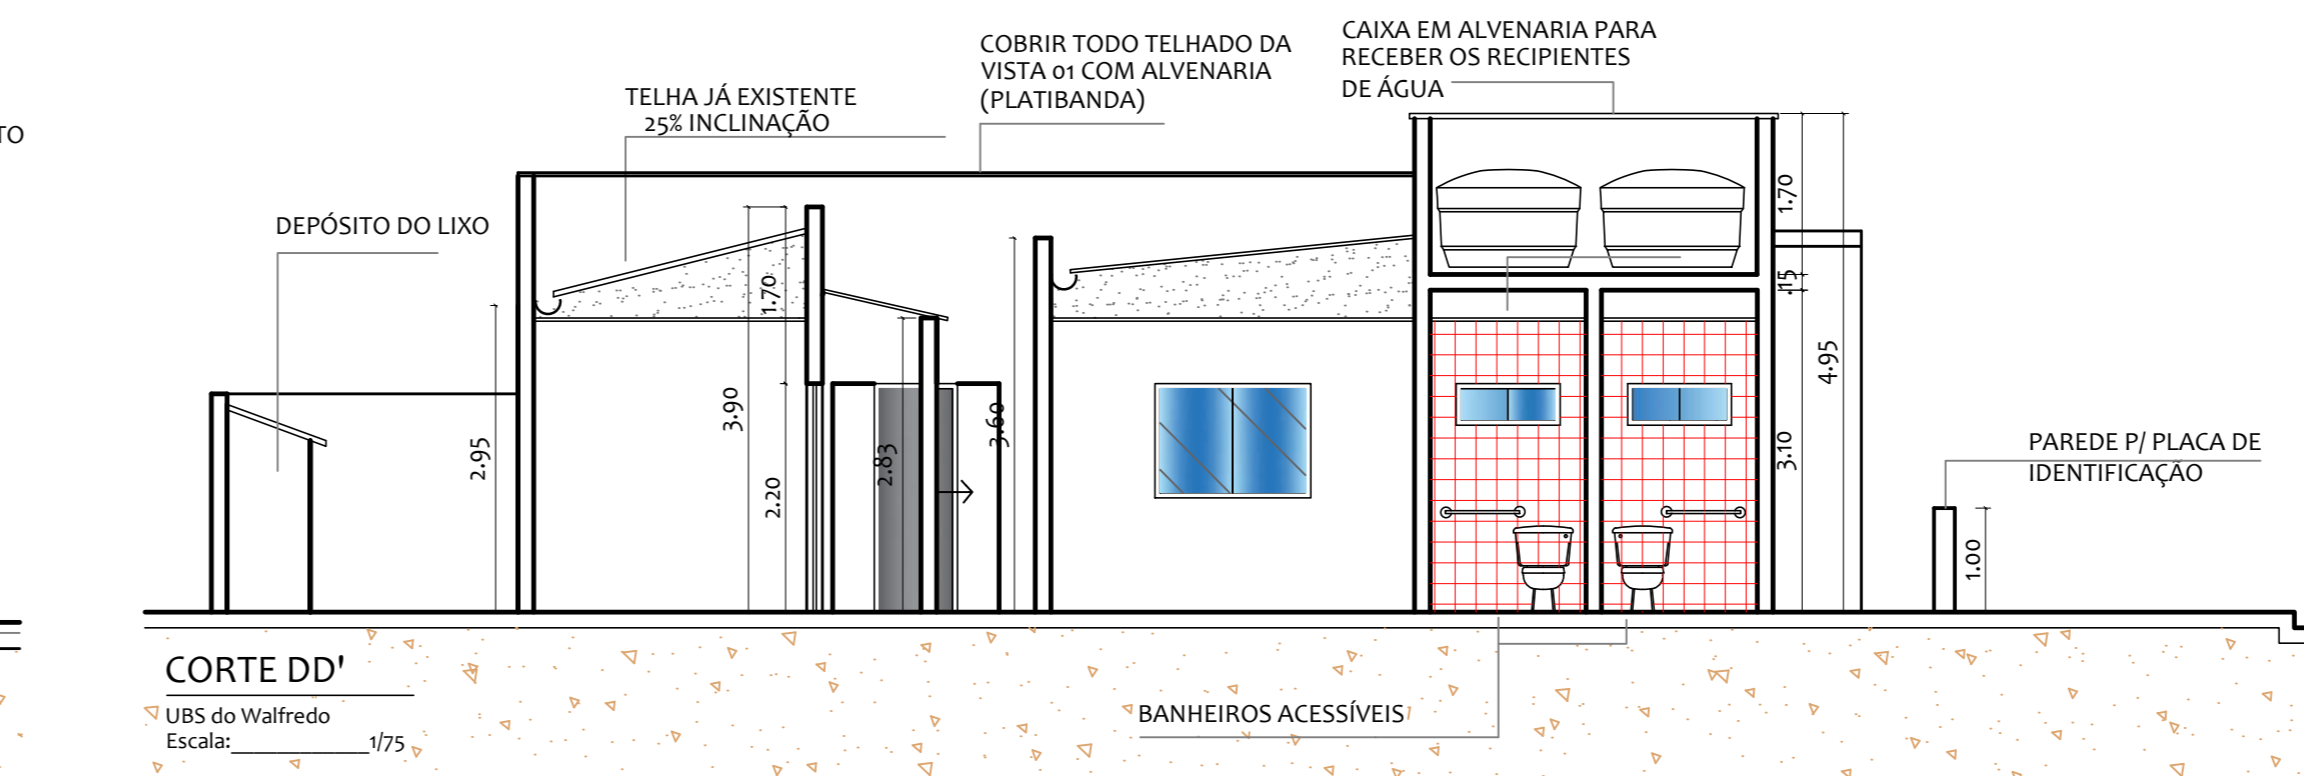 COBRIR TODO TELHADO DA
VISTA 01 COM ALVENARIA
(PLATIBANDA)
CAIXA EM ALVENARIA PARA
RECEBER OS RECIPIENTES
DE ÁGUA
TELHA JÁ EXISTENTE
25% INCLINAÇÃO
TO
DEPÓSITO DO LIXO
1.70
1.70
.15
4.95
3.90
3.60
2.95
2.83
2.20
3.10
PAREDE P/ PLACA DE
IDENTIFICAÇÃO
1.00
CORTE DD'
UBS do Walfredo
Escala:____________1/75
BANHEIROS ACESSÍVEIS